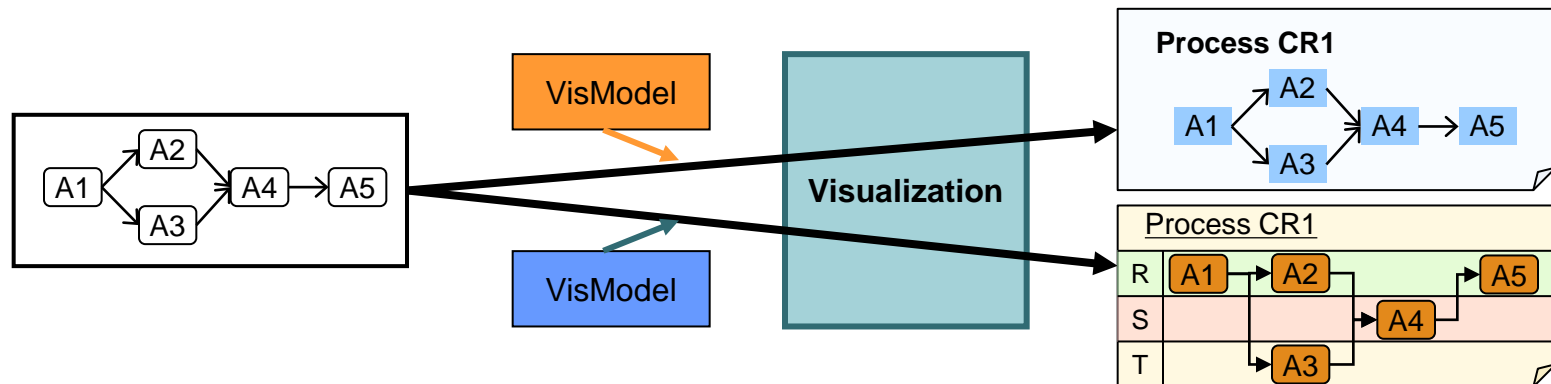 A1
A2
A3
A4
A5
VisModel
VisModel
Visualization
Process CR1
A1
A2
A3
A4
A5
Process CR1
R
A1
A2
A5
S
A4
T
A3